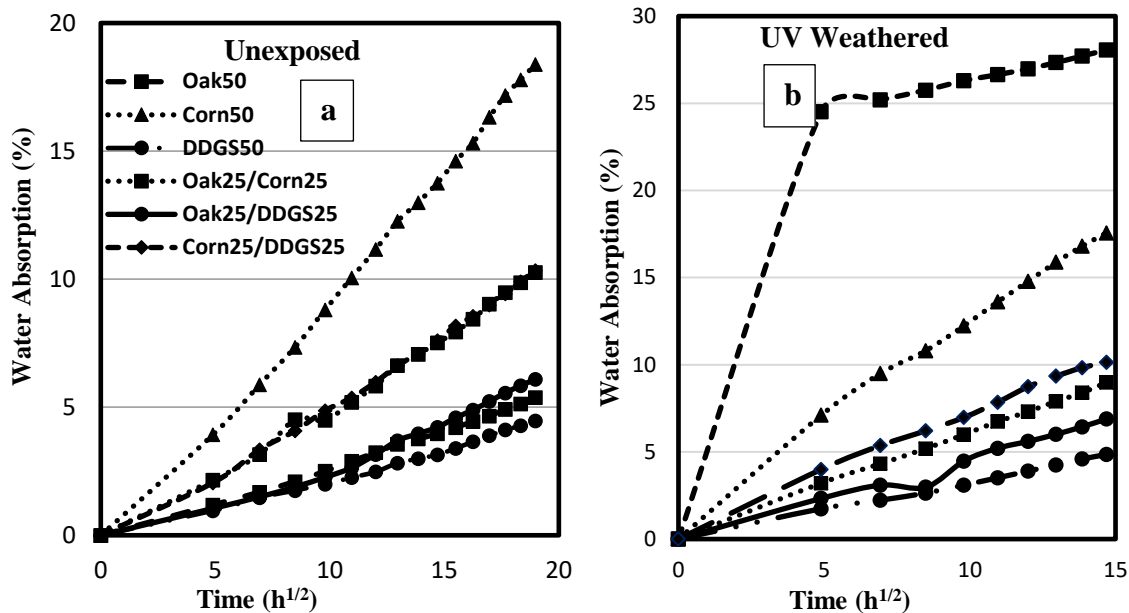 Unexposed
a
Oak50
Corn50
DDGS50
Oak25/Corn25
Oak25/DDGS25
Corn25/DDGS25
Water Absorption (%)
20
15
10
5
0
0 5 10 15 20
Time (h^1/2)
UV Weathered
b
Water Absorption (%)
30
25
20
15
10
5
0
0 5 10 15
Time (h^1/2)